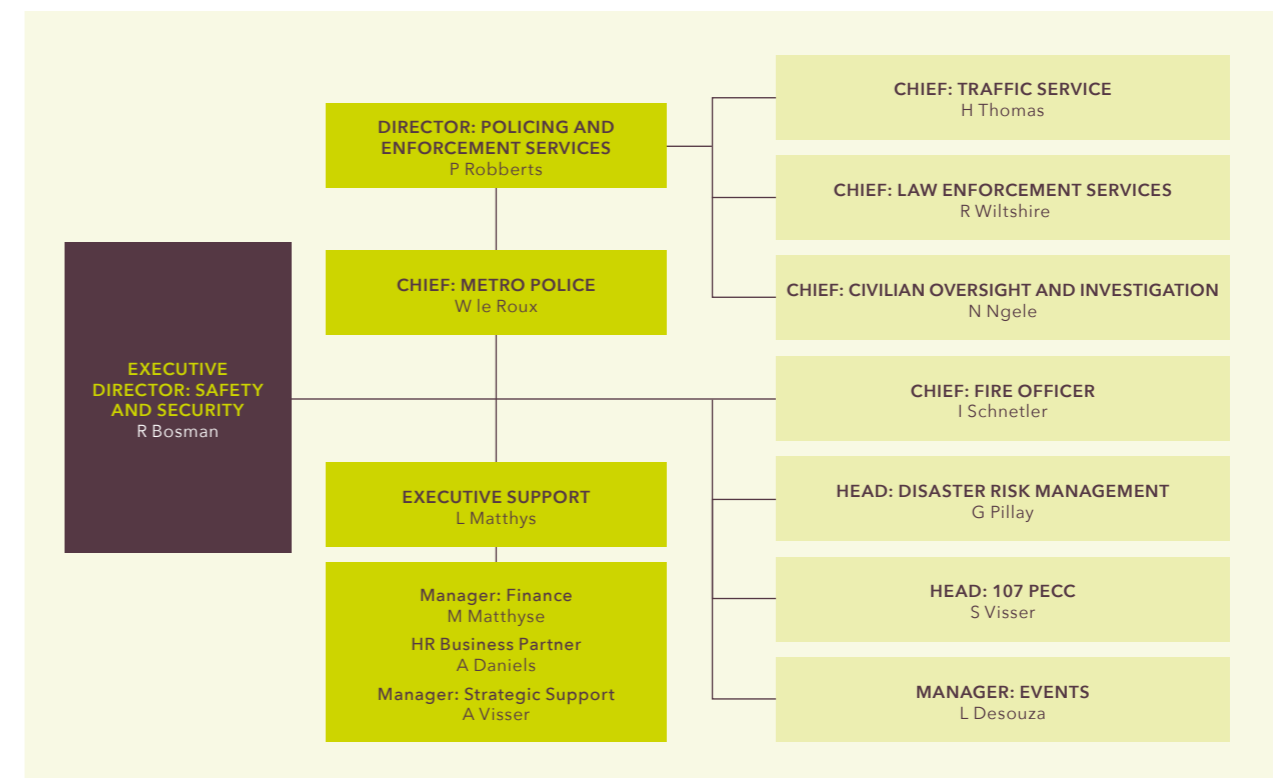 EXECUTIVE
DIRECTOR: SAFETY
AND SECURITY
R Bosman
DIRECTOR: POLICING AND
ENFORCEMENT SERVICES
P Robberts
CHIEF: METRO POLICE
W le Roux
EXECUTIVE SUPPORT
L Matthys
Manager: Finance
M Matthyse
HR Business Partner
A Daniels
Manager: Strategic Support
A Visser
CHIEF: TRAFFIC SERVICE
H Thomas
CHIEF: LAW ENFORCEMENT SERVICES
R Wiltshire
CHIEF: CIVILIAN OVERSIGHT AND INVESTIGATION
N Ngele
CHIEF: FIRE OFFICER
I Schnetler
HEAD: DISASTER RISK MANAGEMENT
G Pillay
HEAD: 107 PECC
S Visser
MANAGER: EVENTS
L Desouza